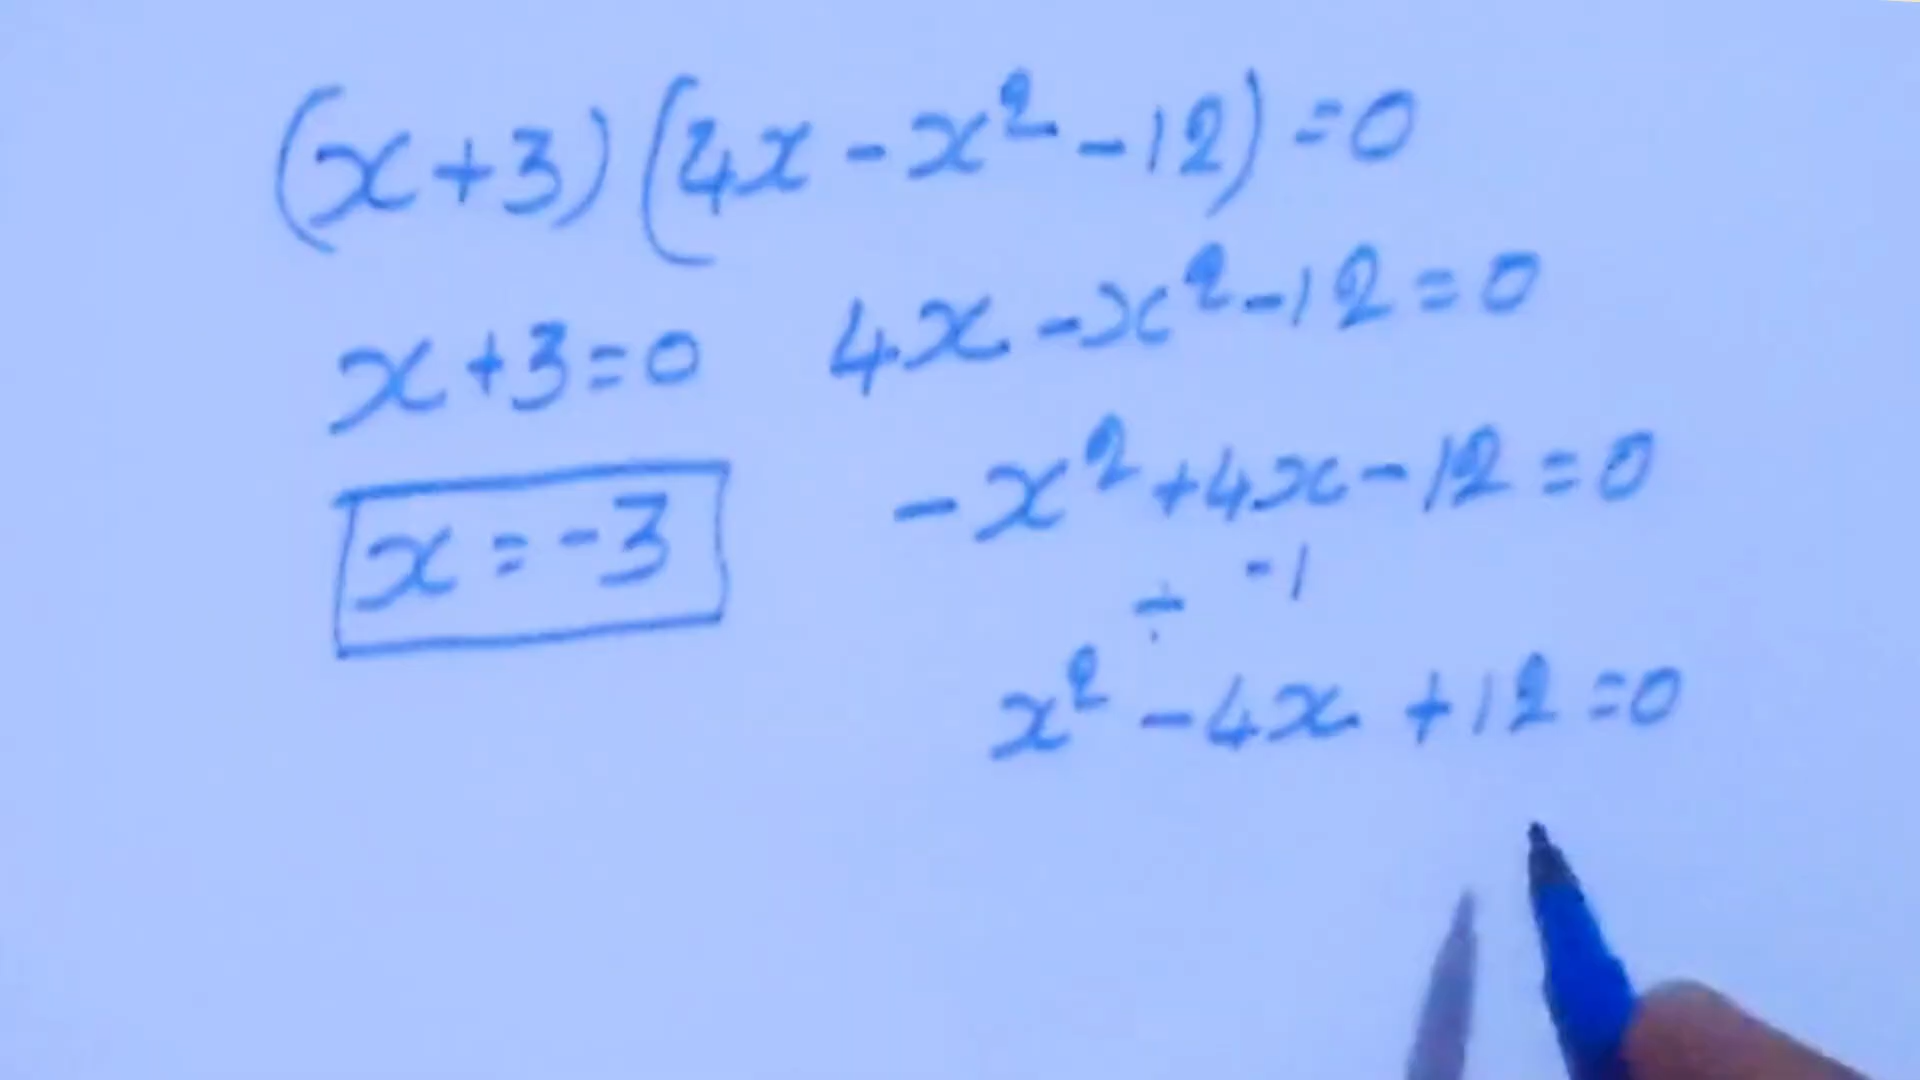 (x+3)(4x-x²-12)=0
x+3=0
4x-x²-12=0
x=-3
-x²+4x-12=0
÷ -1
x²-4x+12=0